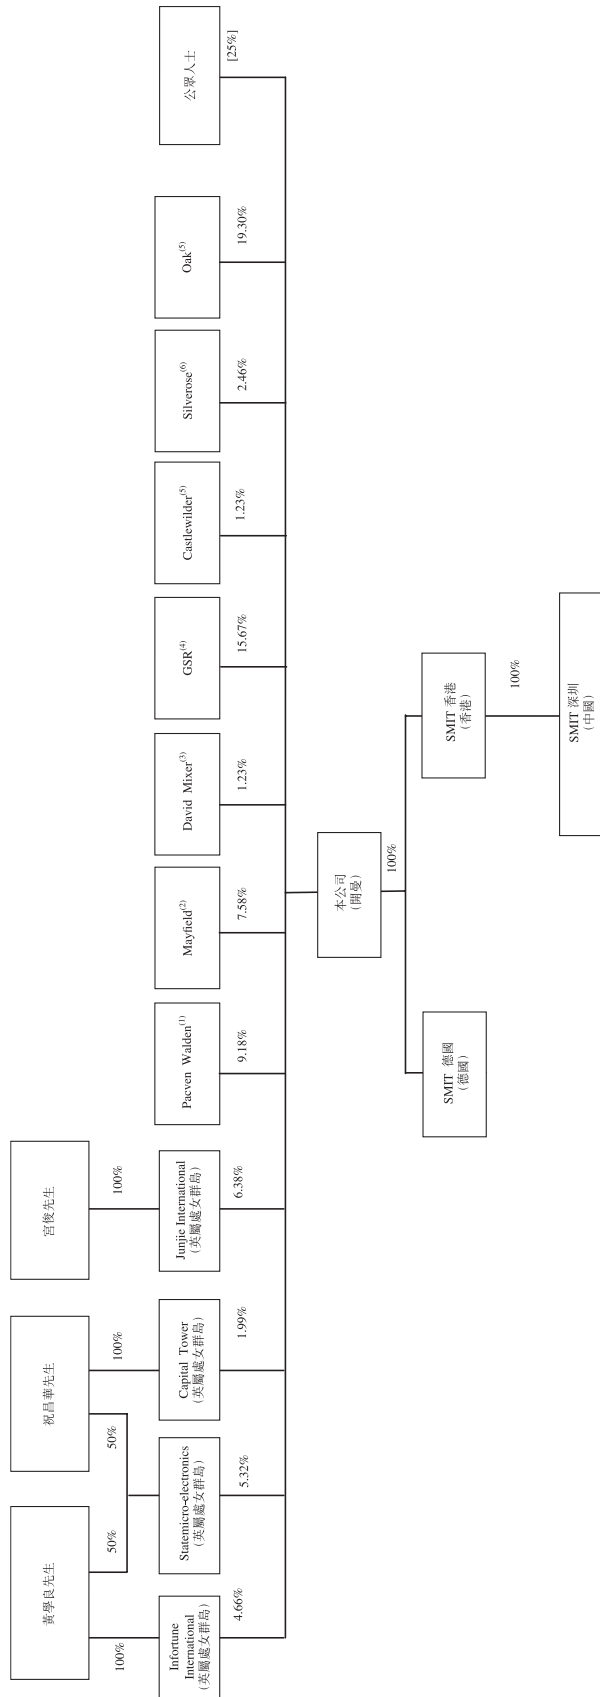 黃學良先生
祝昌華先生
宮俊先生
100%
50%
50%
100%
100%
Infortune
International
(英屬處女群島)
Statemicro-electronics
(英屬處女群島)
Capital Tower
(英屬處女群島)
Junjie International
(英屬處女群島)
Pacven Walden(1)
Mayfield(2)
David Mixer(3)
GSR(4)
Castlewilder(5)
Silverose(6)
Oak(5)
公眾人士
4.66%
5.32%
1.99%
6.38%
9.18%
7.58%
1.23%
15.67%
1.23%
2.46%
19.30%
[25%]
本公司
(開曼)
100%
SMIT 德國
(德國)
SMIT 香港
(香港)
100%
SMIT 深圳
(中國)